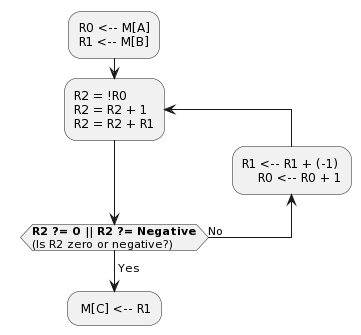 R0 <-- M[A]
R1 <-- M[B]
R2 = !R0
R2 = R2 + 1
R2 = R2 + R1
R1 <-- R1 + (-1)
R0 <-- R0 + 1
R2 ?= 0 || R2 ?= Negative
(Is R2 zero or negative?)
No
Yes
M[C] <-- R1